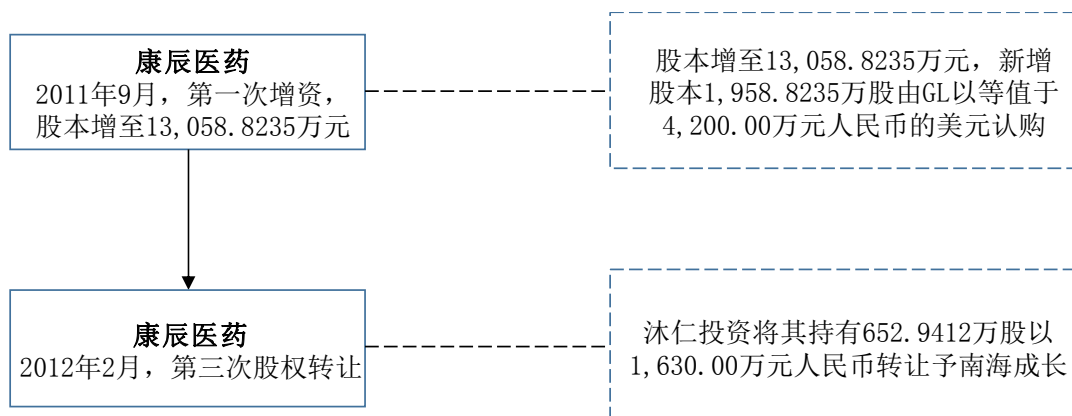 康辰医药
2011年9月，第一次增资，
股本增至13,058.8235万元
股本增至13,058.8235万元，新增
股本1,958.8235万股由GL以等值于
4,200.00万元人民币的美元认购
康辰医药
2012年2月，第三次股权转让
沐仁投资将其持有652.9412万股以
1,630.00万元人民币转让予南海成长